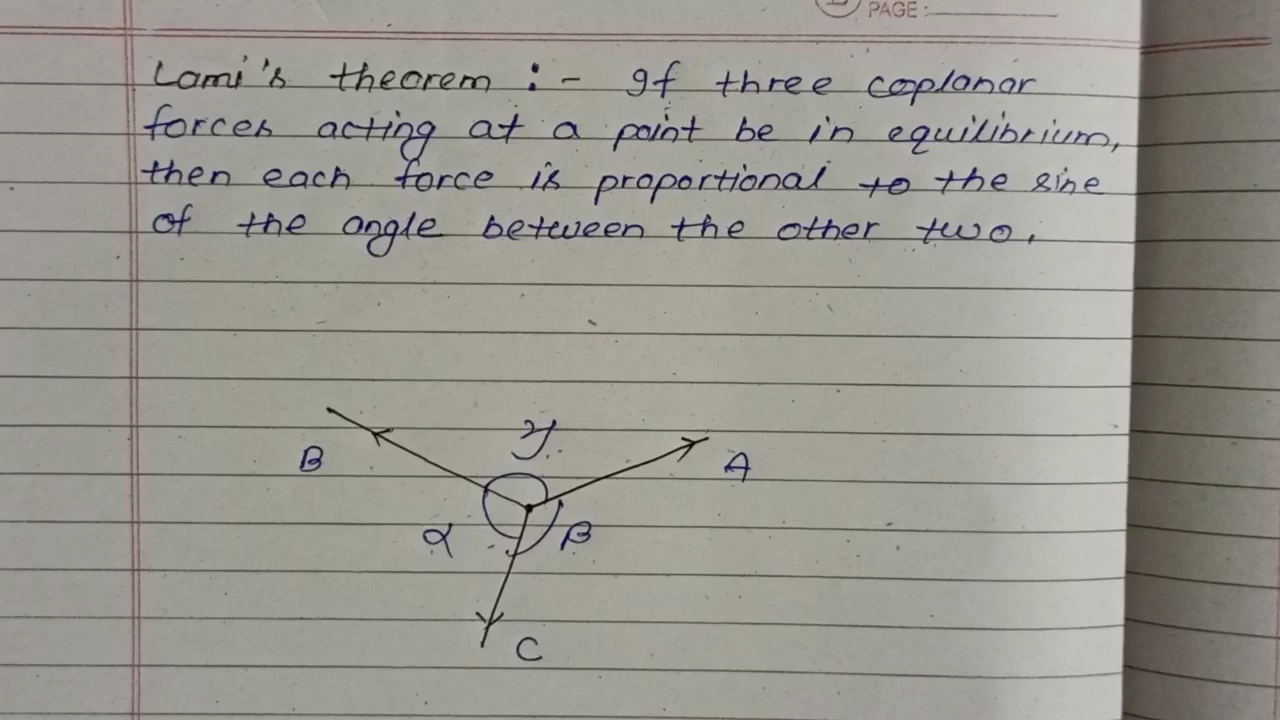 PAGE:
Lami's theorem :- If three coplanar
forces acting at a point be in equilibrium,
then each force is proportional to the sine
of the angle between the other two.
γ
B
A
α
β
C